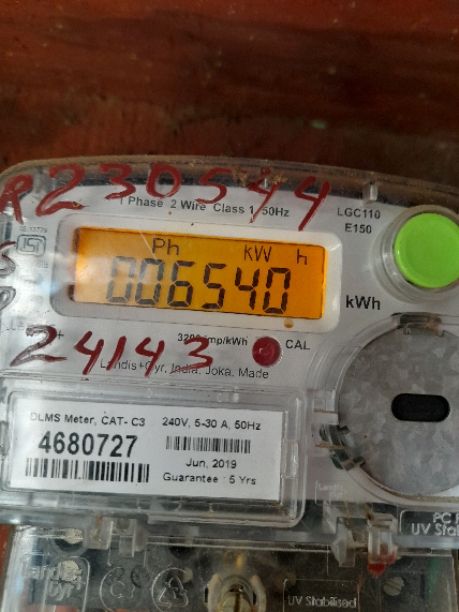 R230544
1 Phase 2 Wire Class 1 50Hz
LGC110
E150
Ph kW h
006540
kWh
3200 imp/kWh CAL
24143
Landis+Gyr, India. Joka. Made
DLMS Meter, CAT- C3
4680727
240V, 5-30 A, 50Hz
Jun, 2019
Guarantee : 5 Yrs
UV Stabilised